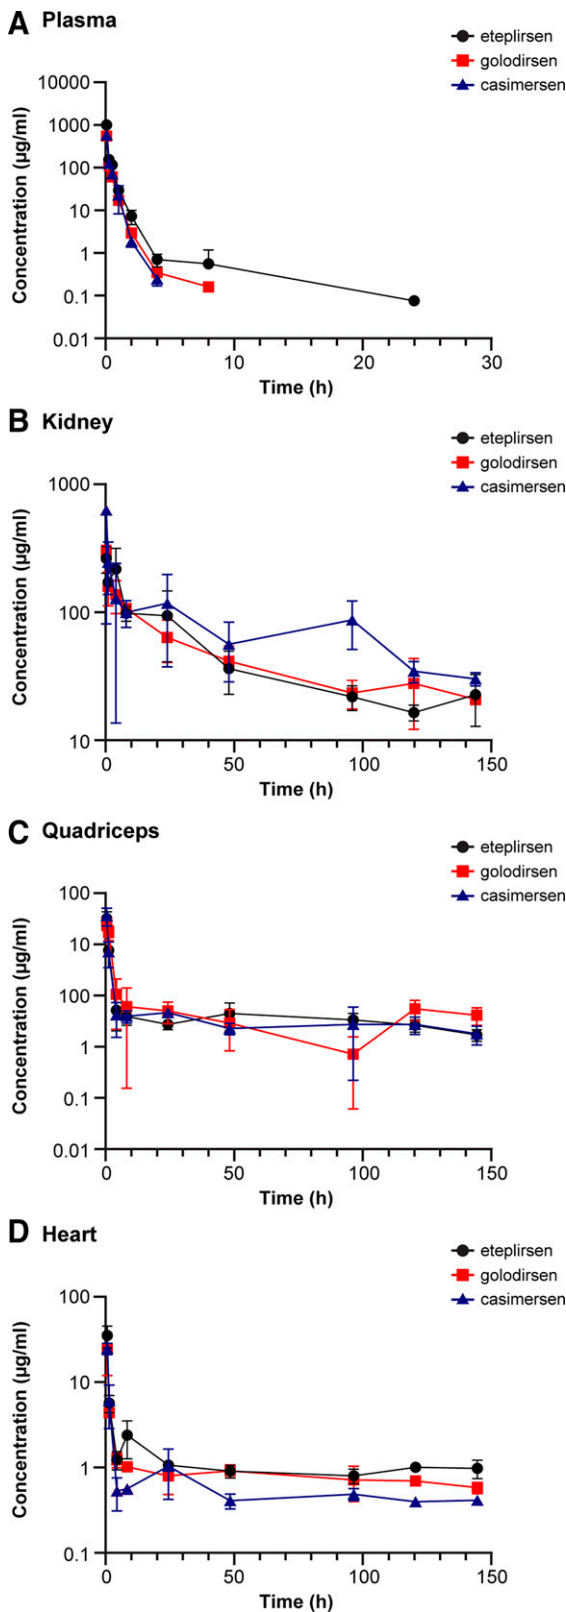 A Plasma
eteplirsen
golodirsen
casimersen
Concentration (µg/ml)
10000
1000
100
10
1
0.1
0.01
0 10 20 30
Time (h)
B Kidney
eteplirsen
golodirsen
casimersen
Concentration (µg/ml)
1000
100
10
0 50 100 150
Time (h)
C Quadriceps
eteplirsen
golodirsen
casimersen
Concentration (µg/ml)
100
10
100
1
0.1
0.01
0 50 100 150
Time (h)
D Heart
eteplirsen
golodirsen
casimersen
Concentration (µg/ml)
100
10
1
0.1
0 50 100 150
Time (h)